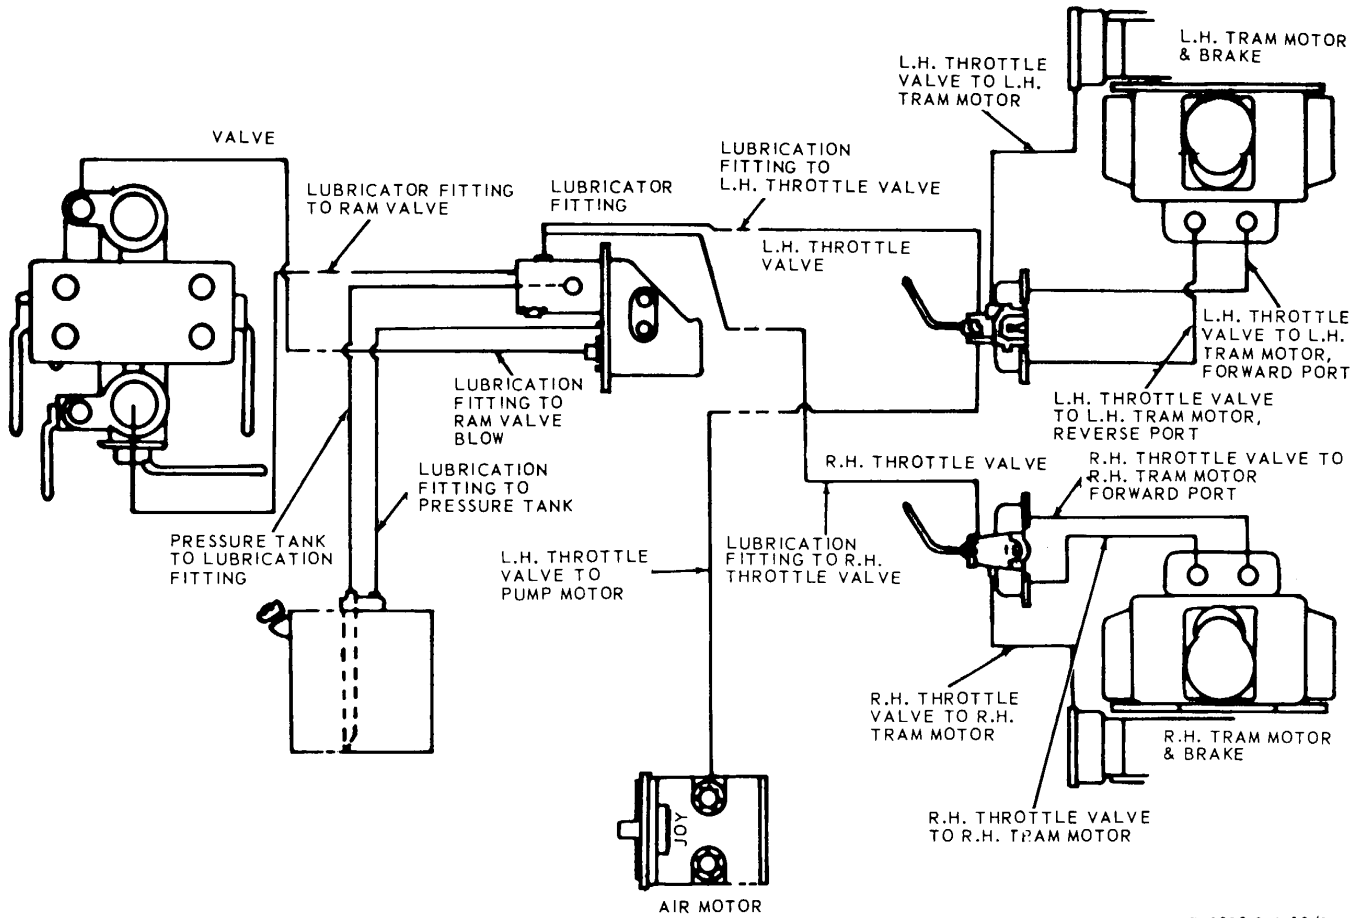 VALVE
LUBRICATOR FITTING
TO RAM VALVE
LUBRICATOR
FITTING
LUBRICATION
FITTING TO
L.H. THROTTLE VALVE
L.H. THROTTLE
VALVE TO L.H.
TRAM MOTOR
L.H. TRAM MOTOR
& BRAKE
L.H. THROTTLE
VALVE
L.H. THROTTLE
VALVE TO L.H.
TRAM MOTOR,
FORWARD PORT
L.H. THROTTLE VALVE
TO L.H. TRAM MOTOR,
REVERSE PORT
LUBRICATION
FITTING TO
RAM VALVE
BLOW
LUBRICATION
FITTING TO
PRESSURE TANK
R.H. THROTTLE VALVE
R.H. THROTTLE VALVE TO
R.H. TRAM MOTOR
FORWARD PORT
PRESSURE TANK
TO LUBRICATION
FITTING
L.H. THROTTLE
VALVE TO
PUMP MOTOR
LUBRICATION
FITTING TO R.H.
THROTTLE VALVE
R.H. THROTTLE
VALVE TO R.H.
TRAM MOTOR
R.H. TRAM MOTOR
& BRAKE
R.H. THROTTLE VALVE
TO R.H. TRAM MOTOR
JOY
AIR MOTOR